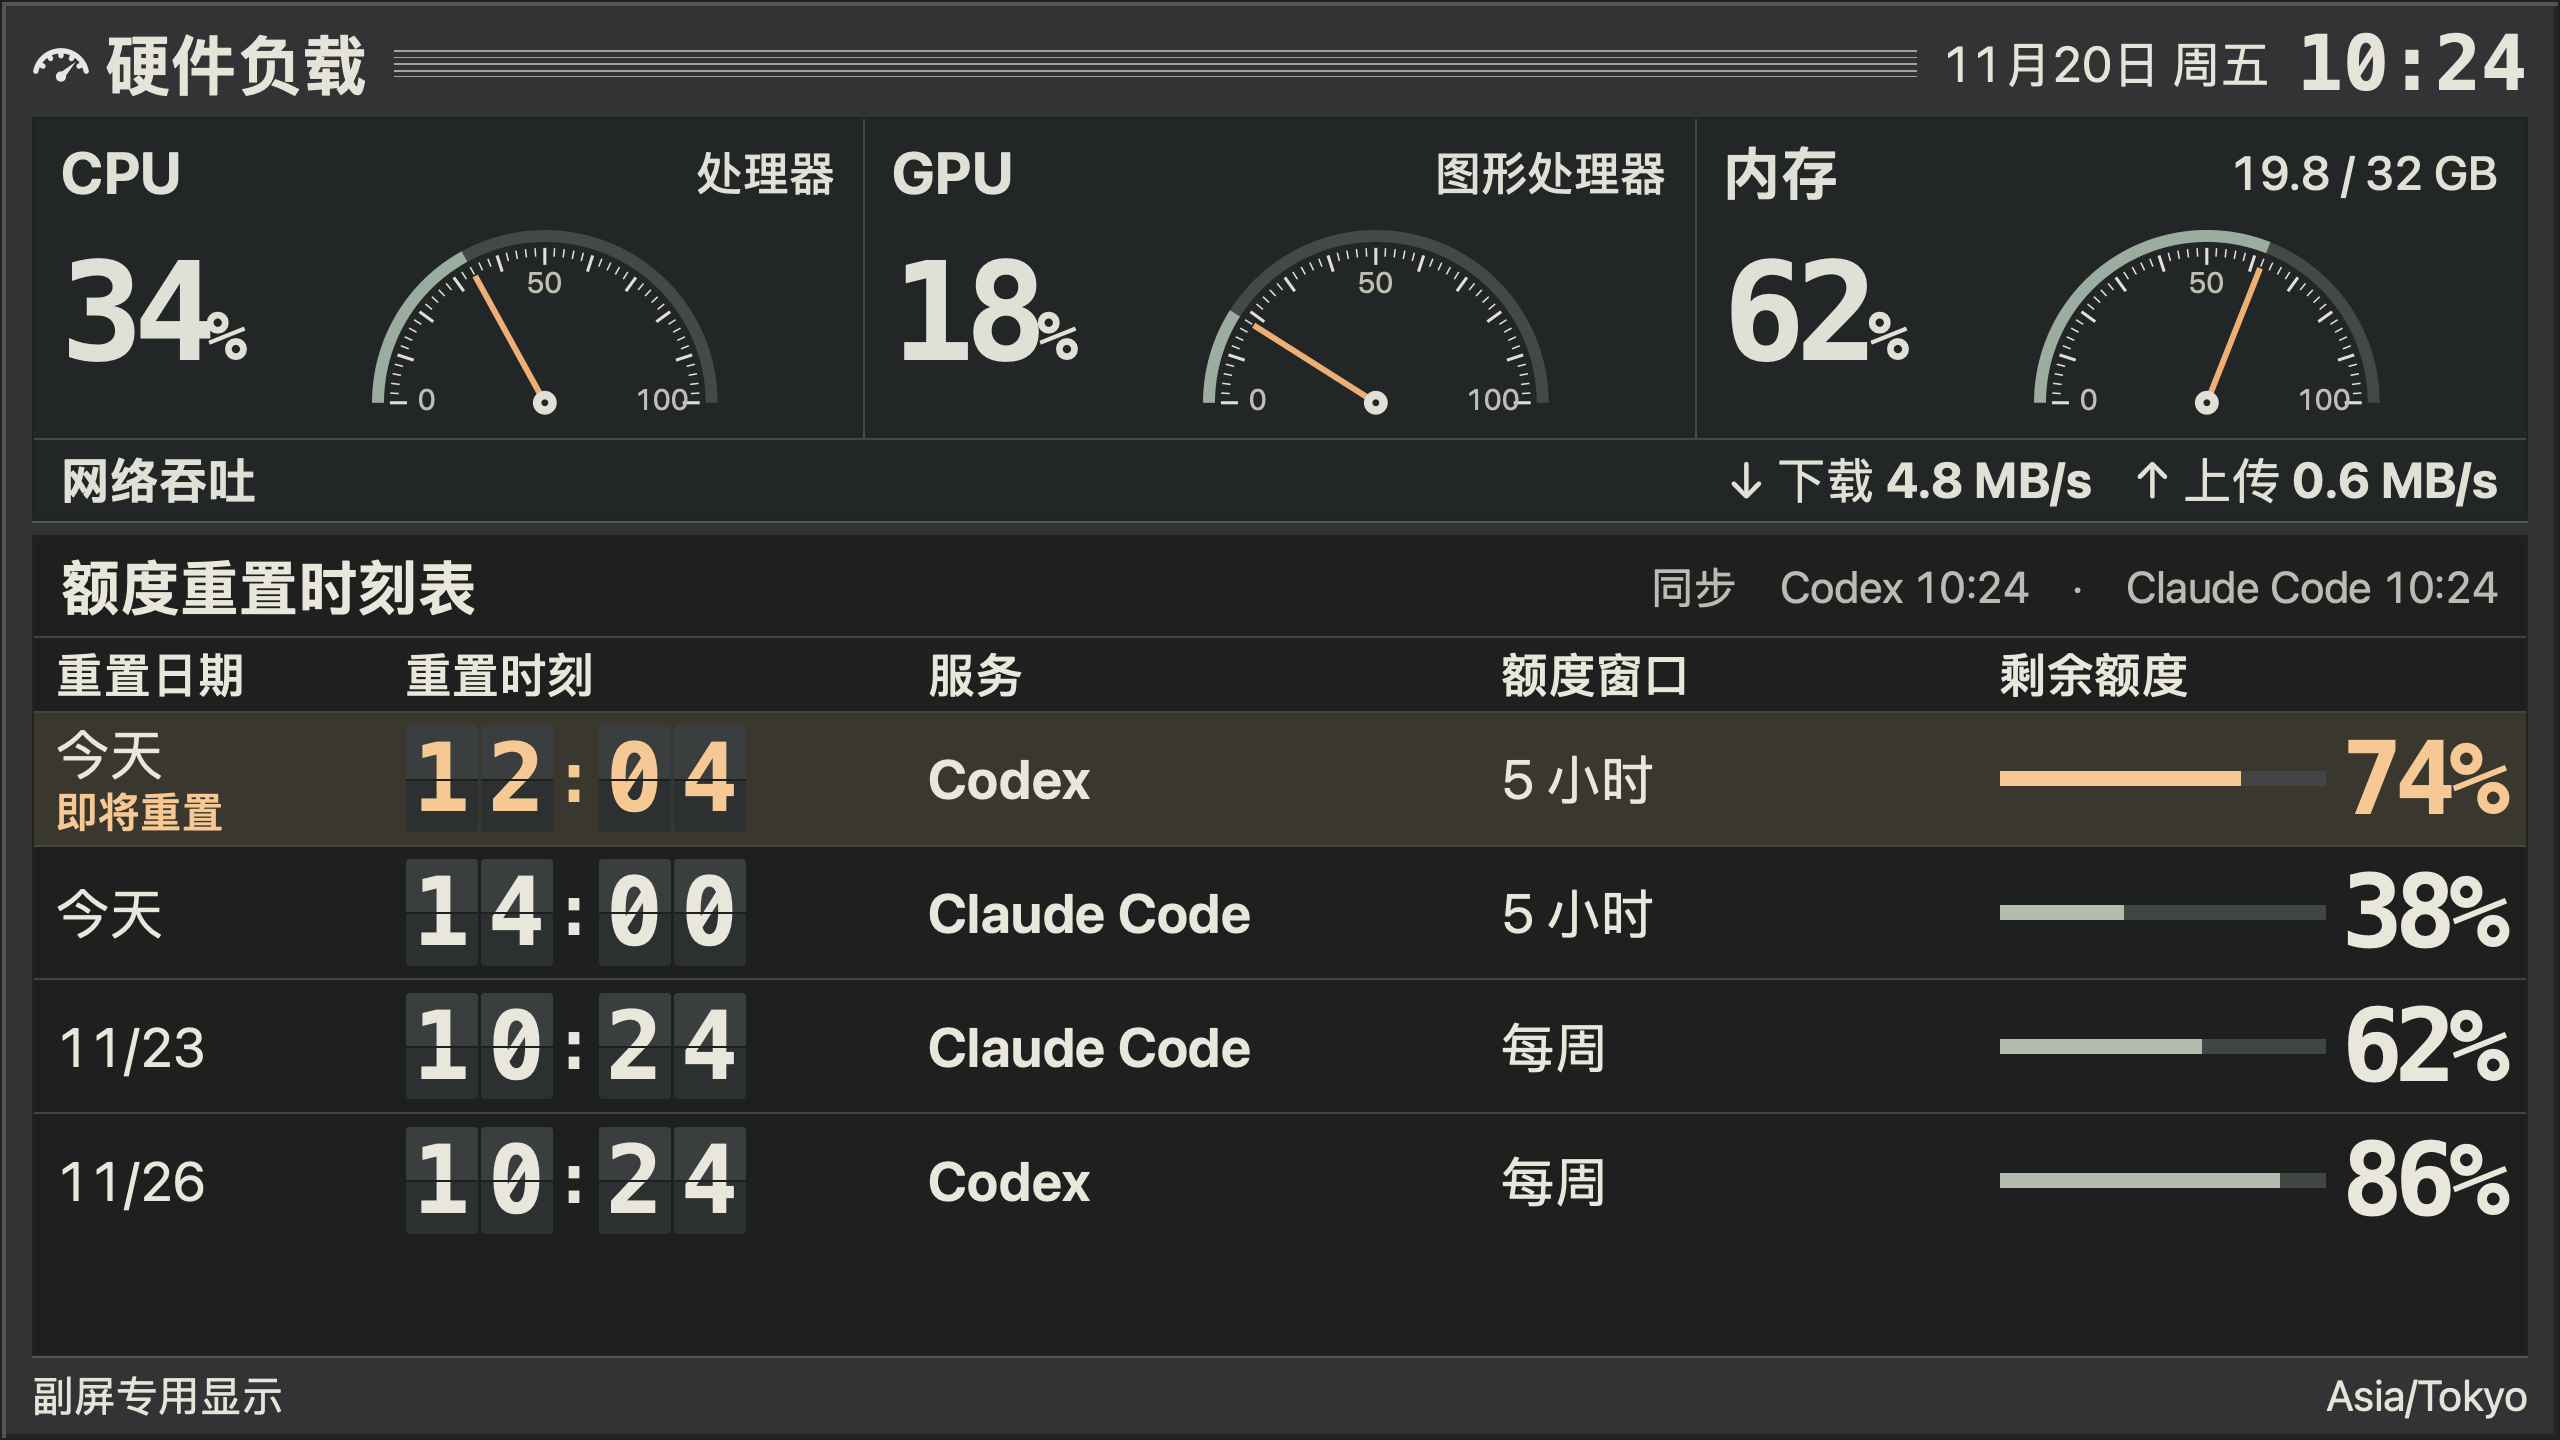 硬件负载 11月20日 周五 10:24
CPU 处理器 GPU 图形处理器 内存 19.8 / 32 GB
34% 0 50 100 18% 0 50 100 62% 0 50 100
网络吞吐 ↓ 下载 4.8 MB/s ↑ 上传 0.6 MB/s
额度重置时刻表 同步 Codex 10:24 · Claude Code 10:24
重置日期 重置时刻 服务 额度窗口 剩余额度
今天 即将重置 12:04 Codex 5 小时 74%
今天 14:00 Claude Code 5 小时 38%
11/23 10:24 Claude Code 每周 62%
11/26 10:24 Codex 每周 86%
副屏专用显示 Asia/Tokyo